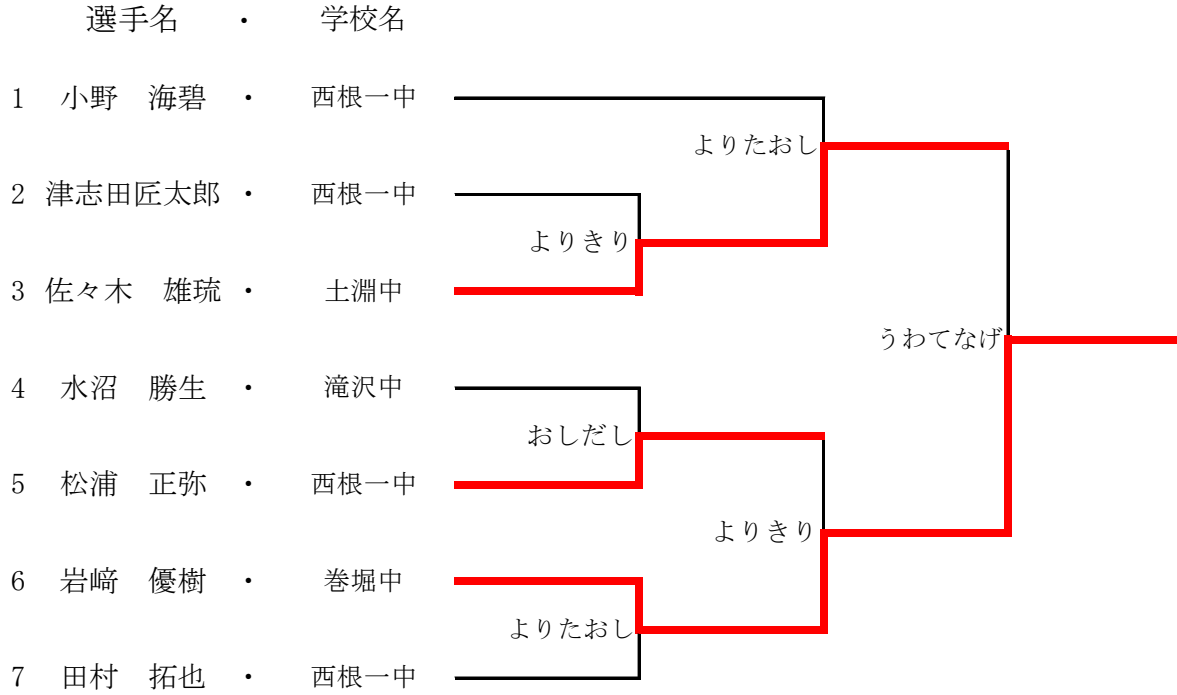 選手名 ・ 学校名
1 小野 海碧 ・ 西根一中
よりたおし
2 津志田匠太郎 ・ 西根一中
よりきり
3 佐々木 雄琉 ・ 土淵中
うわてなげ
4 水沼 勝生 ・ 滝沢中
おしだし
5 松浦 正弥 ・ 西根一中
よりきり
6 岩﨑 優樹 ・ 巻堀中
よりたおし
7 田村 拓也 ・ 西根一中